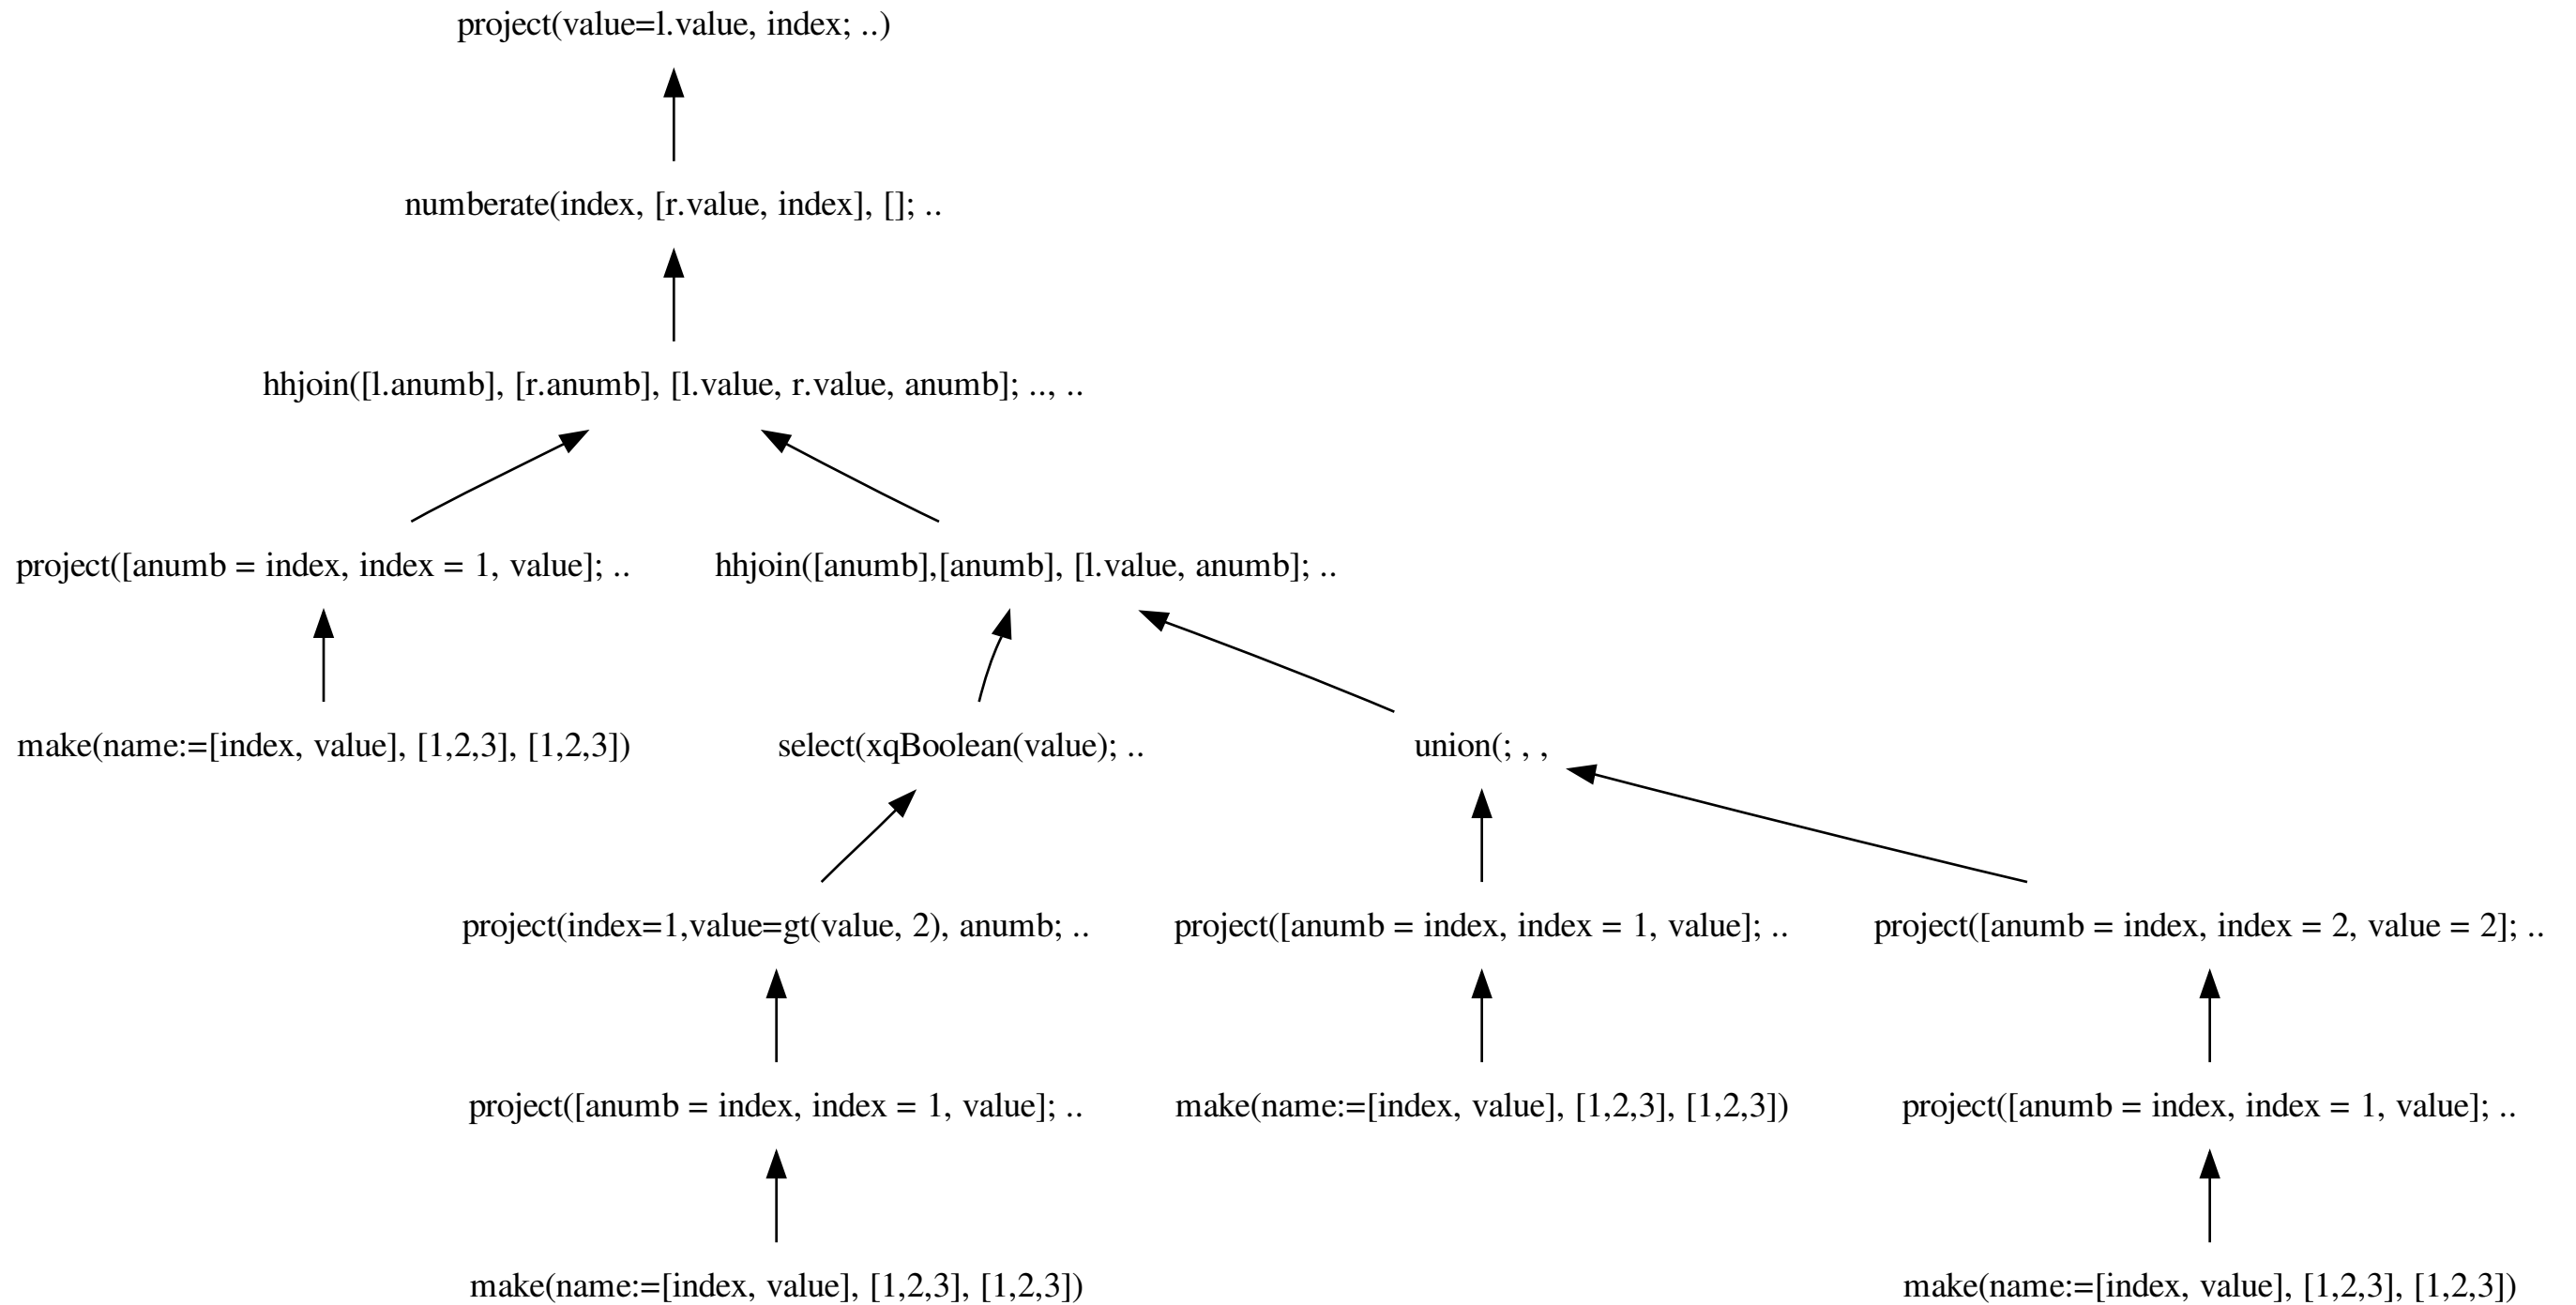 project(value=l.value, index; ..)
numberate(index, [r.value, index], []; ..
hhjoin([l.anumb], [r.anumb], [l.value, r.value, anumb]; .., ..
project([anumb = index, index = 1, value]; ..
hhjoin([anumb],[anumb], [l.value, anumb]; ..
make(name:=[index, value], [1,2,3], [1,2,3])
select(xqBoolean(value); ..
union(; , ,
project(index=1,value=gt(value, 2), anumb; ..
project([anumb = index, index = 1, value]; ..
project([anumb = index, index = 2, value = 2]; ..
project([anumb = index, index = 1, value]; ..
make(name:=[index, value], [1,2,3], [1,2,3])
project([anumb = index, index = 1, value]; ..
make(name:=[index, value], [1,2,3], [1,2,3])
make(name:=[index, value], [1,2,3], [1,2,3])